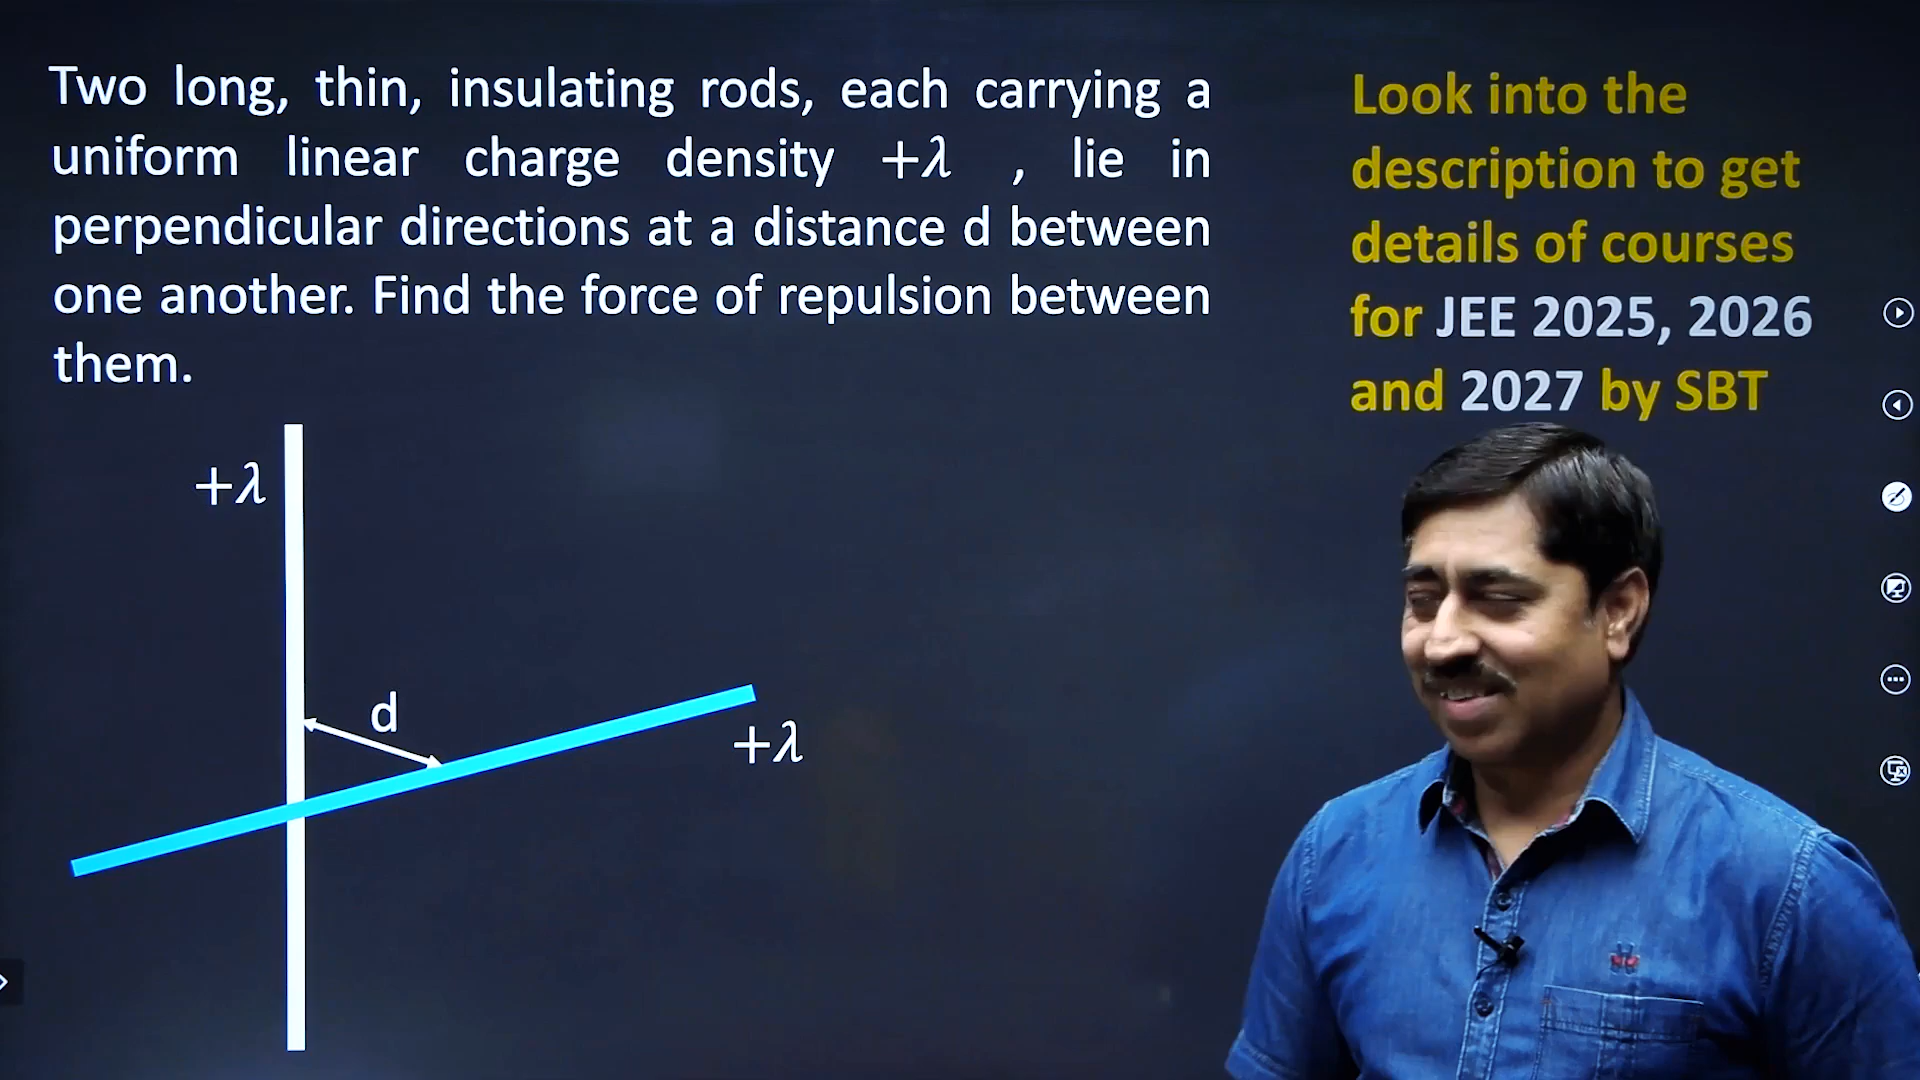 Two long, thin, insulating rods, each carrying a
uniform linear charge density +λ , lie in
perpendicular directions at a distance d between
one another. Find the force of repulsion between
them.
Look into the
description to get
details of courses
for JEE 2025, 2026
and 2027 by SBT
+λ
d
+λ